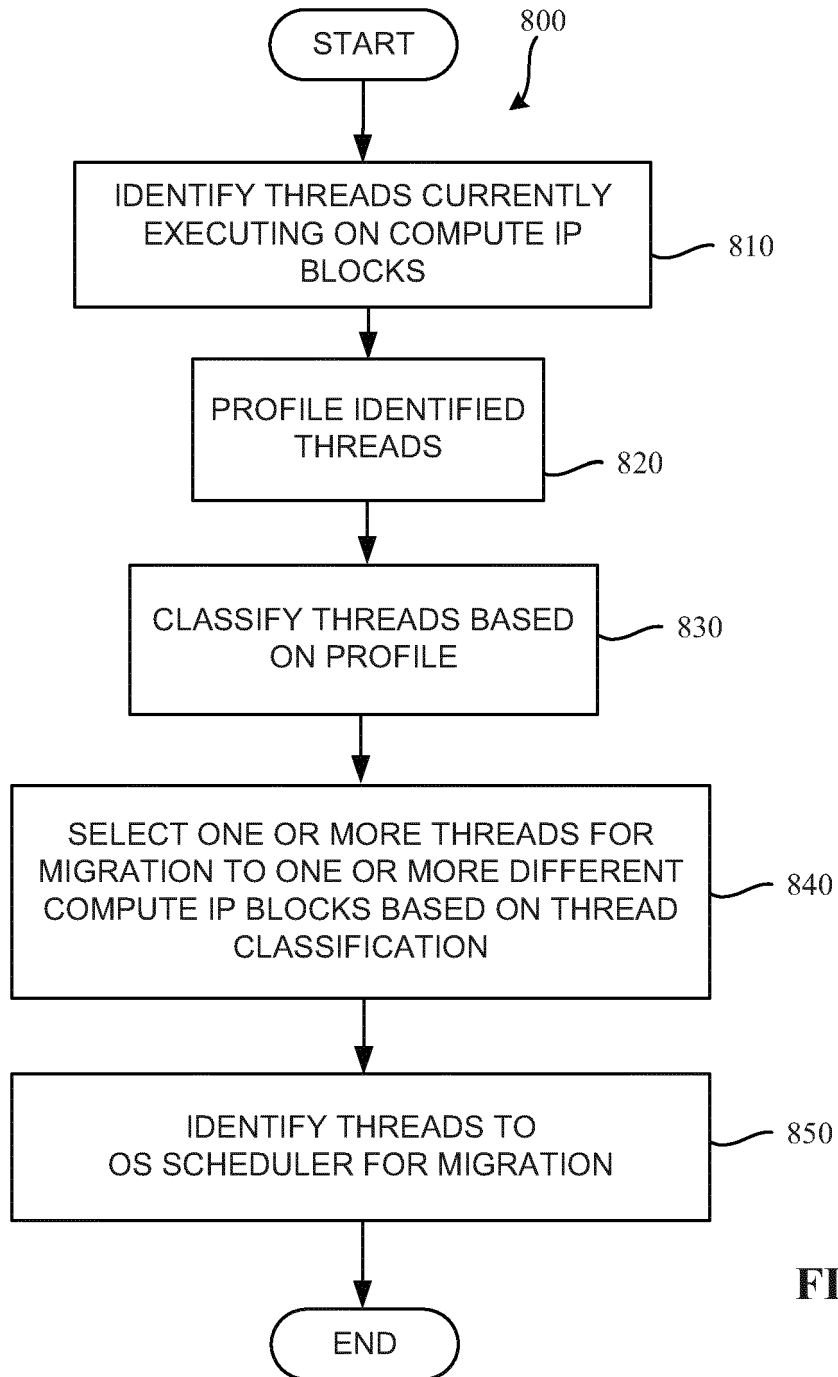 START
800
IDENTIFY THREADS CURRENTLY
EXECUTING ON COMPUTE IP
BLOCKS
810
PROFILE IDENTIFIED
THREADS
820
CLASSIFY THREADS BASED
ON PROFILE
830
SELECT ONE OR MORE THREADS FOR
MIGRATION TO ONE OR MORE DIFFERENT
COMPUTE IP BLOCKS BASED ON THREAD
CLASSIFICATION
840
IDENTIFY THREADS TO
OS SCHEDULER FOR MIGRATION
850
FI
END